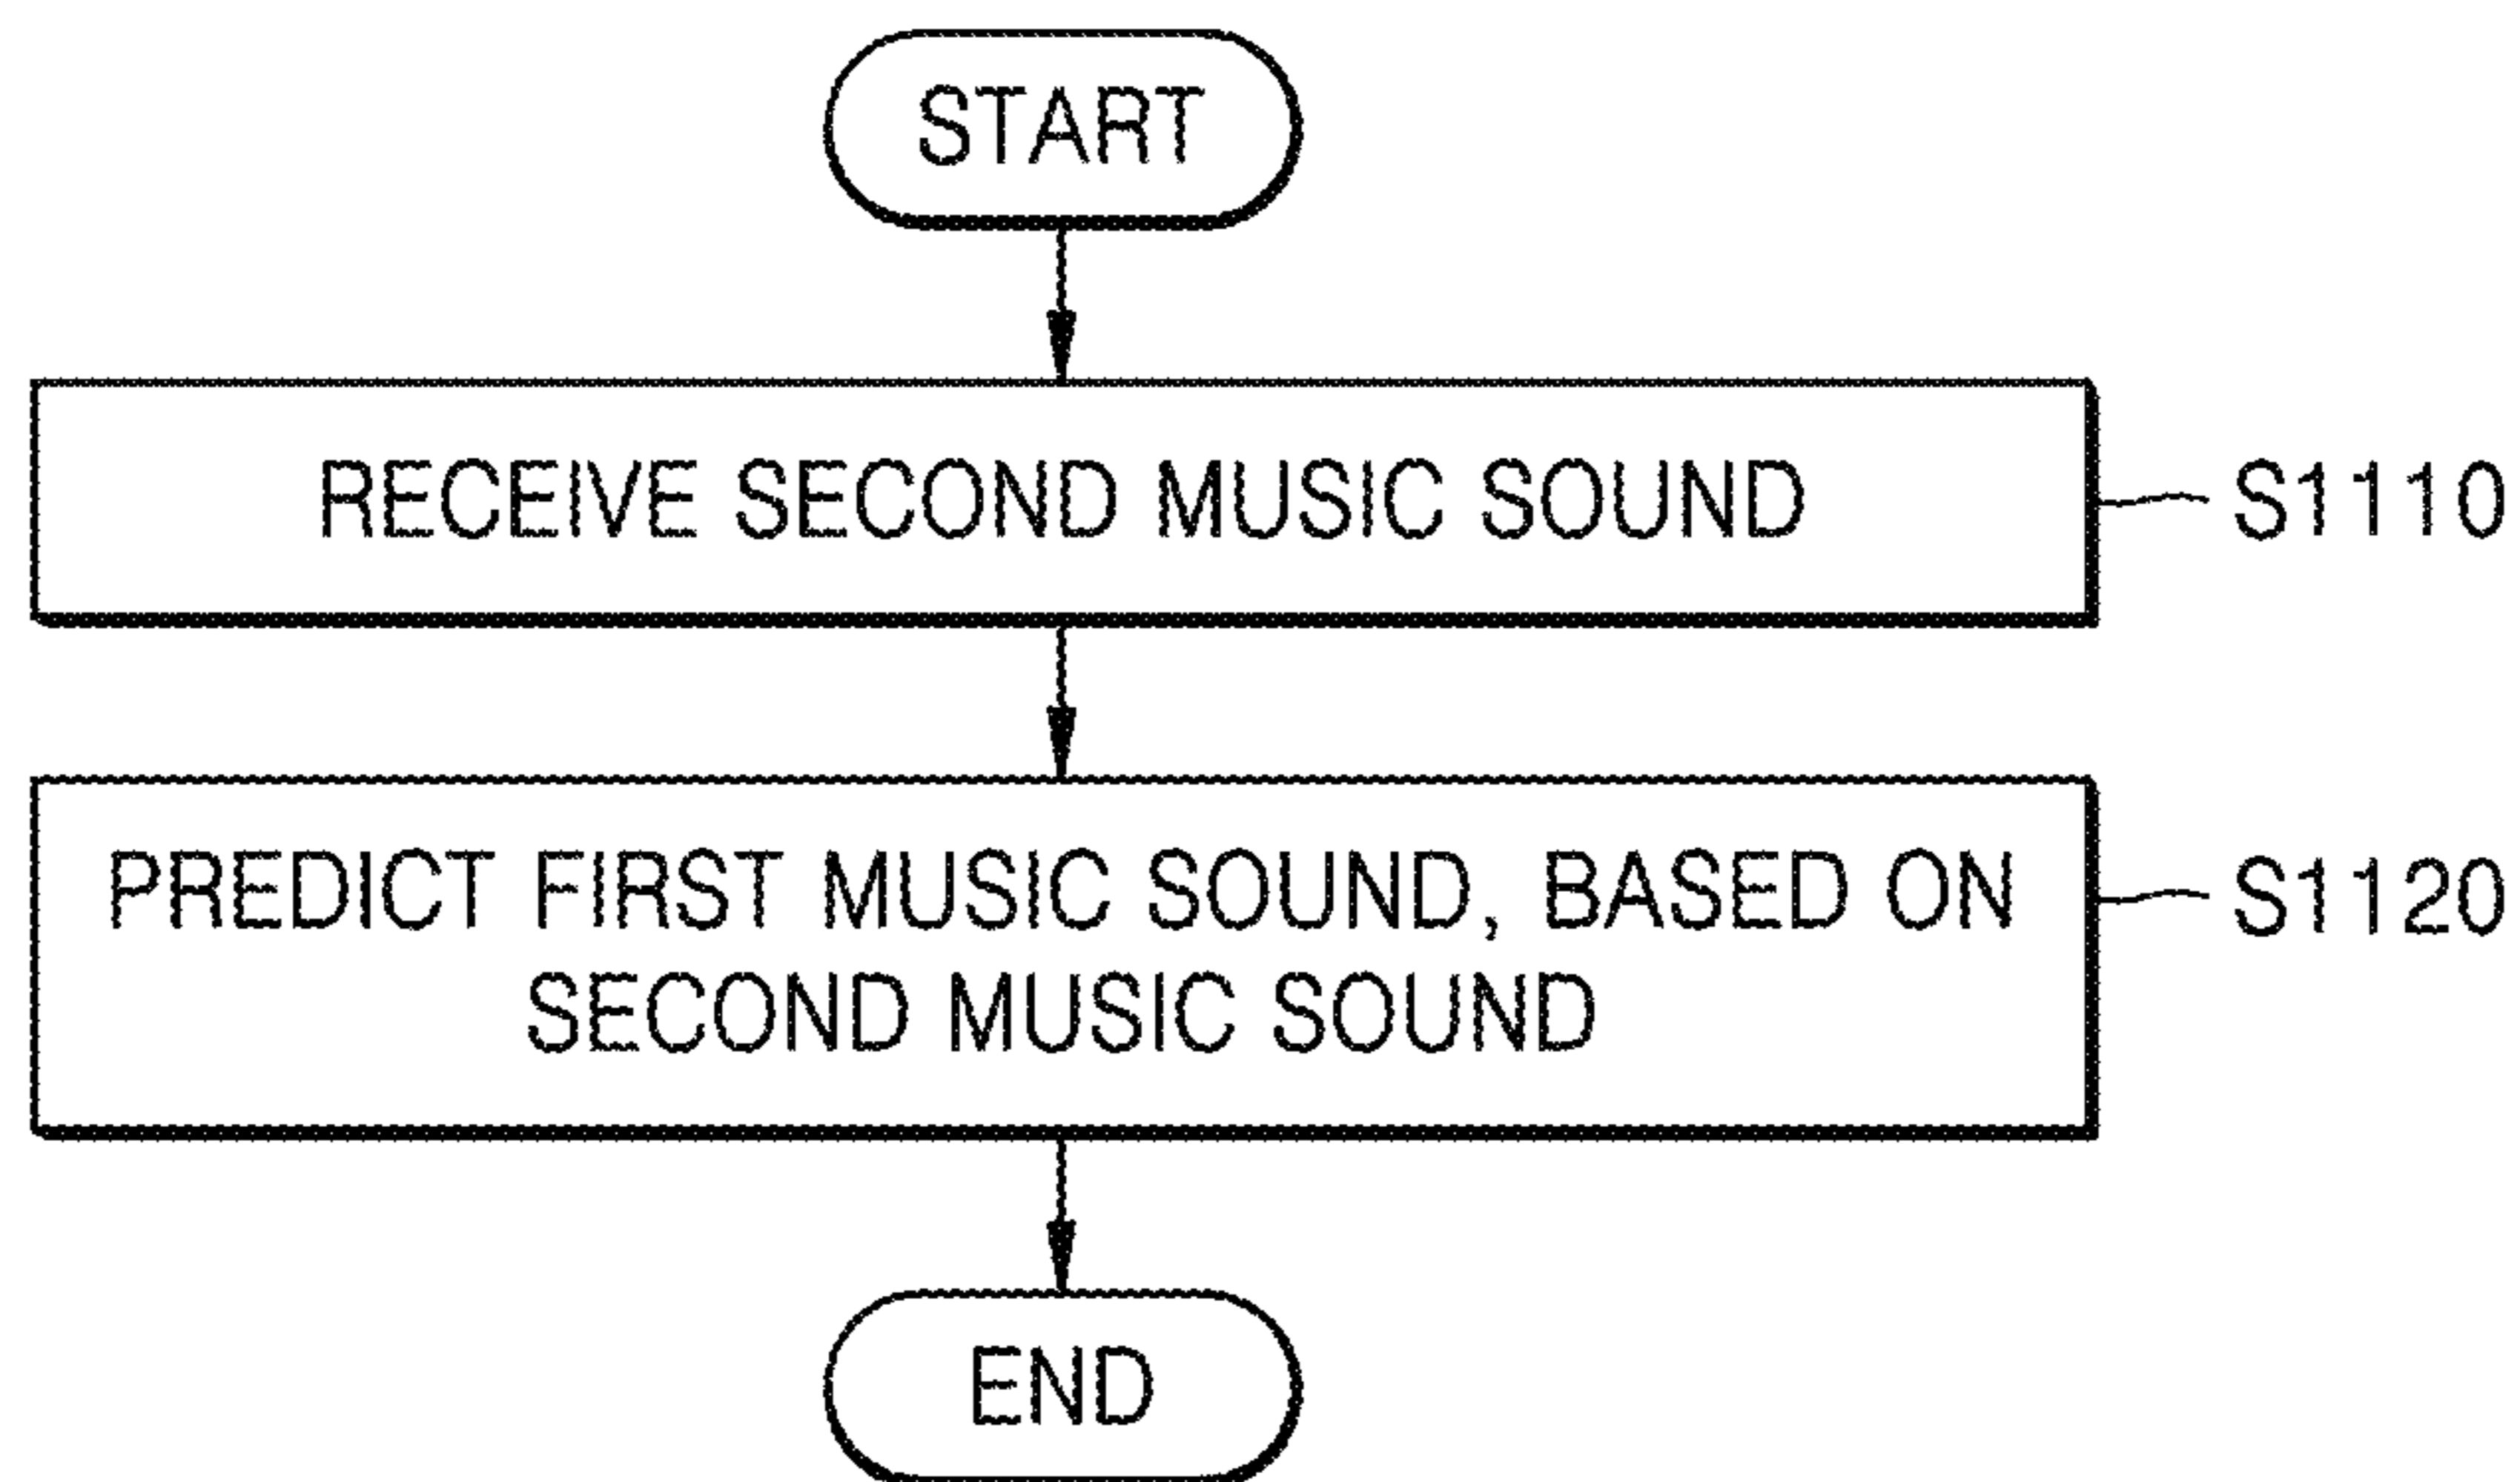 START
RECEIVE SECOND MUSIC SOUND
S1110
PREDICT FIRST MUSIC SOUND, BASED ON
SECOND MUSIC SOUND
S1120
END